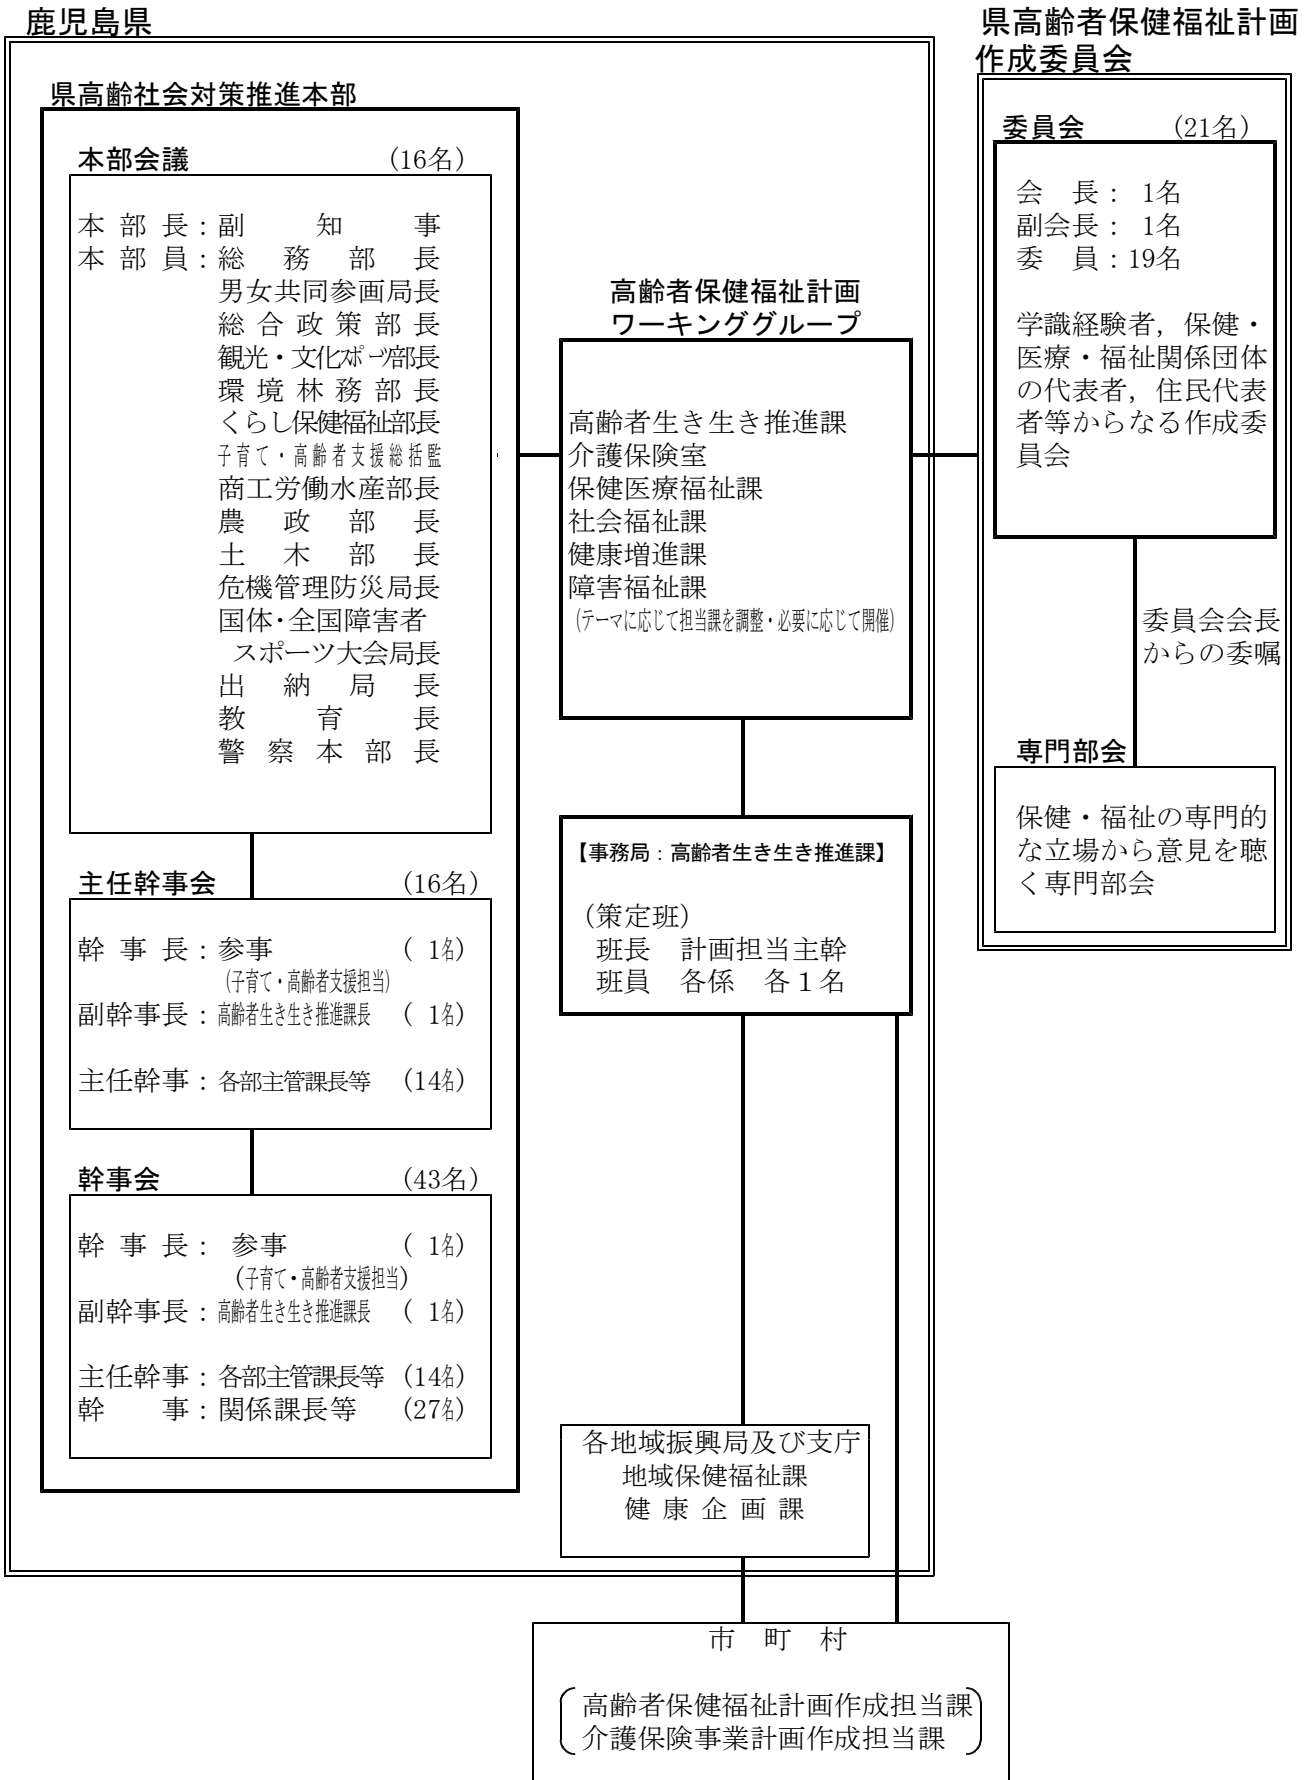 鹿児島県
県高齢社会対策推進本部
本部会議 (16名)
本部長:副知事
本部員:総務部長
男女共同参画局長
総合政策部長
観光・文化スポーツ部長
環境林務部長
くらし保健福祉部長
子育て・高齢者支援総括監
商工労働水産部長
農政部長
土木部長
危機管理防災局長
国体・全国障害者
スポーツ大会局長
出納局長
教育長
警察本部長
主任幹事会 (16名)
幹事長:参事 ( 1名)
(子育て・高齢者支援担当)
副幹事長:高齢者生き生き推進課長 ( 1名)
主任幹事:各部主管課長等 (14名)
幹事会 (43名)
幹事長: 参事 ( 1名)
(子育て・高齢者支援担当)
副幹事長:高齢者生き生き推進課長 ( 1名)
主任幹事:各部主管課長等 (14名)
幹事:関係課長等 (27名)
高齢者保健福祉計画
ワーキンググループ
高齢者生き生き推進課
介護保険室
保健医療福祉課
社会福祉課
健康増進課
障害福祉課
(テーマに応じて担当課を調整・必要に応じて開催)
【事務局:高齢者生き生き推進課】
(策定班)
班長 計画担当主幹
班員 各係 各1名
各地域振興局及び支庁
地域保健福祉課
健康企画課
市町村
高齢者保健福祉計画作成担当課
介護保険事業計画作成担当課
県高齢者保健福祉計画
作成委員会
委員会 (21名)
会長: 1名
副会長: 1名
委員:19名
学識経験者,保健・
医療・福祉関係団体
の代表者,住民代表
者等からなる作成委
員会
委員会会長
からの委嘱
専門部会
保健・福祉の専門的
な立場から意見を聴
く専門部会